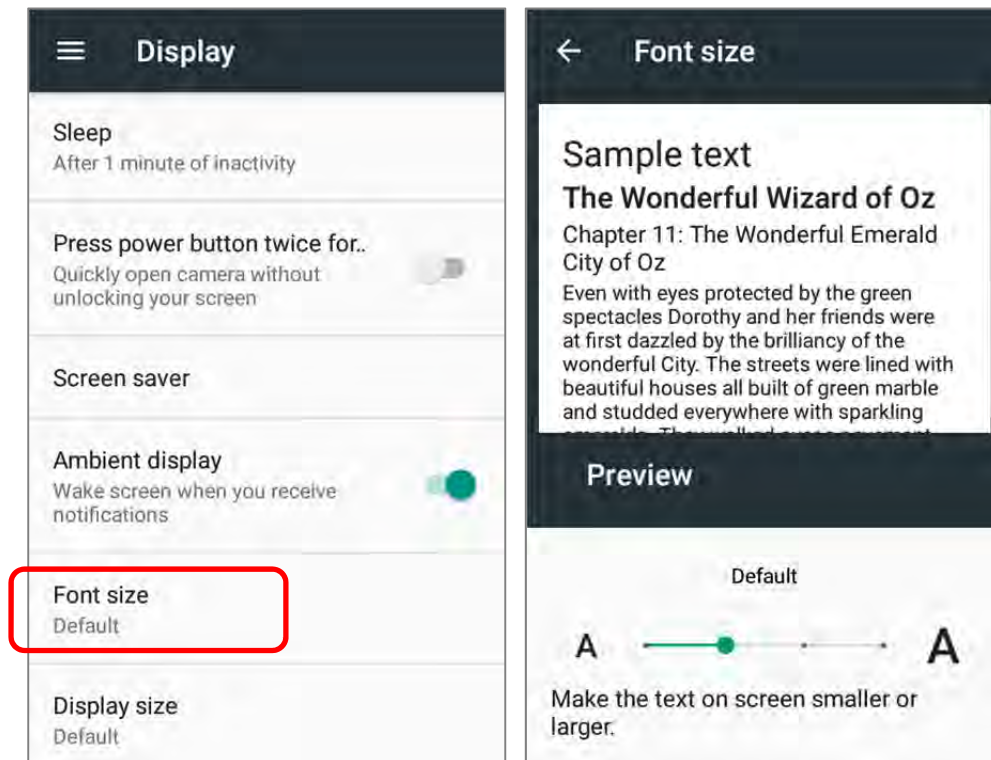 Display
Sleep
After 1 minute of inactivity
Press power button twice for..
Quickly open camera without
unlocking your screen
Screen saver
Ambient display
Wake screen when you receive
notifications
Font size
Default
Display size
Default
Font size
Sample text
The Wonderful Wizard of Oz
Chapter 11: The Wonderful Emerald
City of Oz
Even with eyes protected by the green
spectacles Dorothy and her friends were
at first dazzled by the brilliancy of the
wonderful City. The streets were lined with
beautiful houses all built of green marble
and studded everywhere with sparkling
Preview
Default
A A
Make the text on screen smaller or
larger.